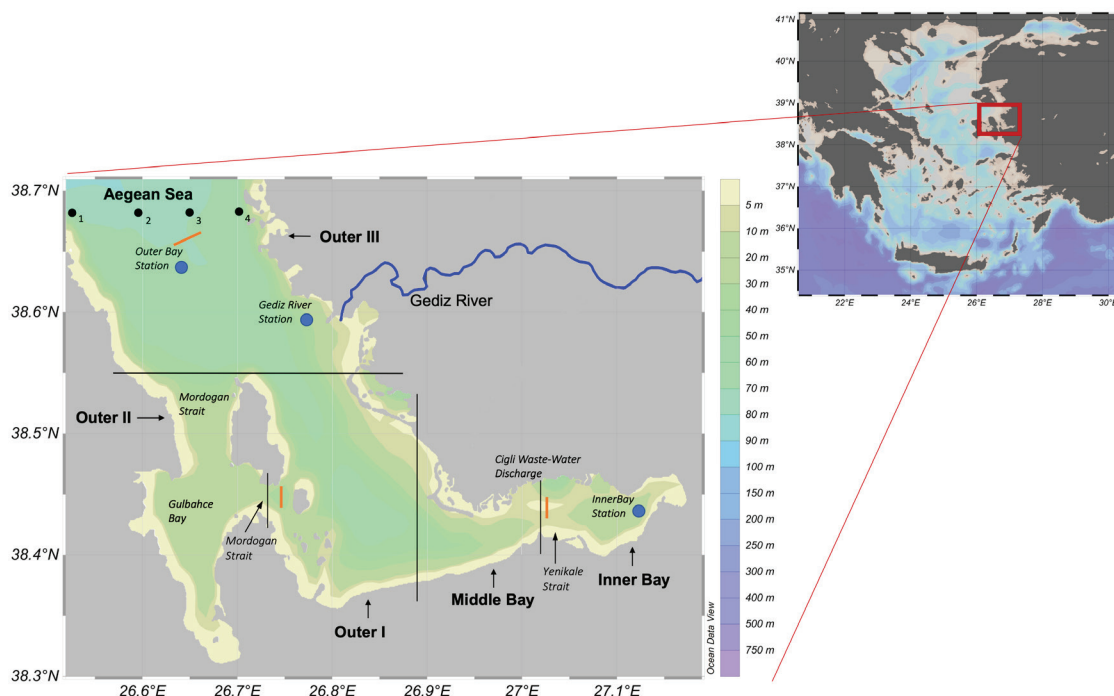 41°N
40°N
39°N
38°N
37°N
36°N
35°N
22°E
24°E
26°E
28°E
30°E
38.7°N
38.6°N
38.5°N
38.4°N
38.3°N
Aegean Sea
1
2
3
4
Outer Bay
Station
Outer III
Gediz River
Station
Gediz River
Mordogan
Strait
Outer II
Cigli Waste-Water
Discharge
Gulbahce
Bay
InnerBay
Station
Mordogan
Strait
Yenikale
Strait
Inner Bay
Middle Bay
Outer I
26.6°E
26.7°E
26.8°E
26.9°E
27°E
27.1°E
5 m
10 m
20 m
30 m
40 m
50 m
60 m
70 m
80 m
90 m
100 m
150 m
200 m
250 m
300 m
400 m
500 m
600 m
750 m
Ocean Data View